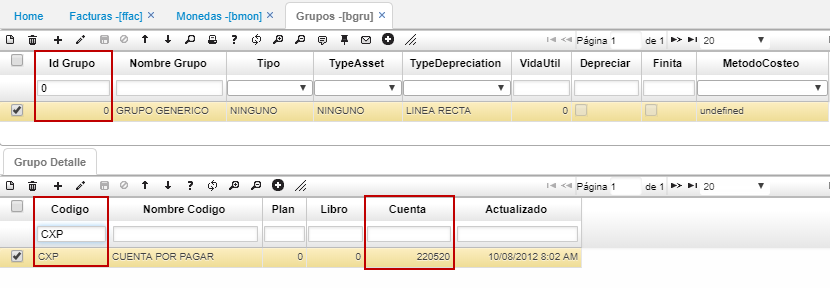 Home Facturas -[ffac] × Monedas -[bmon] × Grupos -[bgru] ×
Página 1 de 1 20
Id Grupo Nombre Grupo Tipo TypeAsset TypeDepreciation VidaUtil Depreciar Finita MetodoCosteo
0
0 GRUPO GENERICO NINGUNO NINGUNO LINEA RECTA 0 undefined
Grupo Detalle
Página 1 de 1 20
Codigo Nombre Codigo Plan Libro Cuenta Actualizado
CXP
CXP CUENTA POR PAGAR 0 0 220520 10/08/2012 8:02 AM